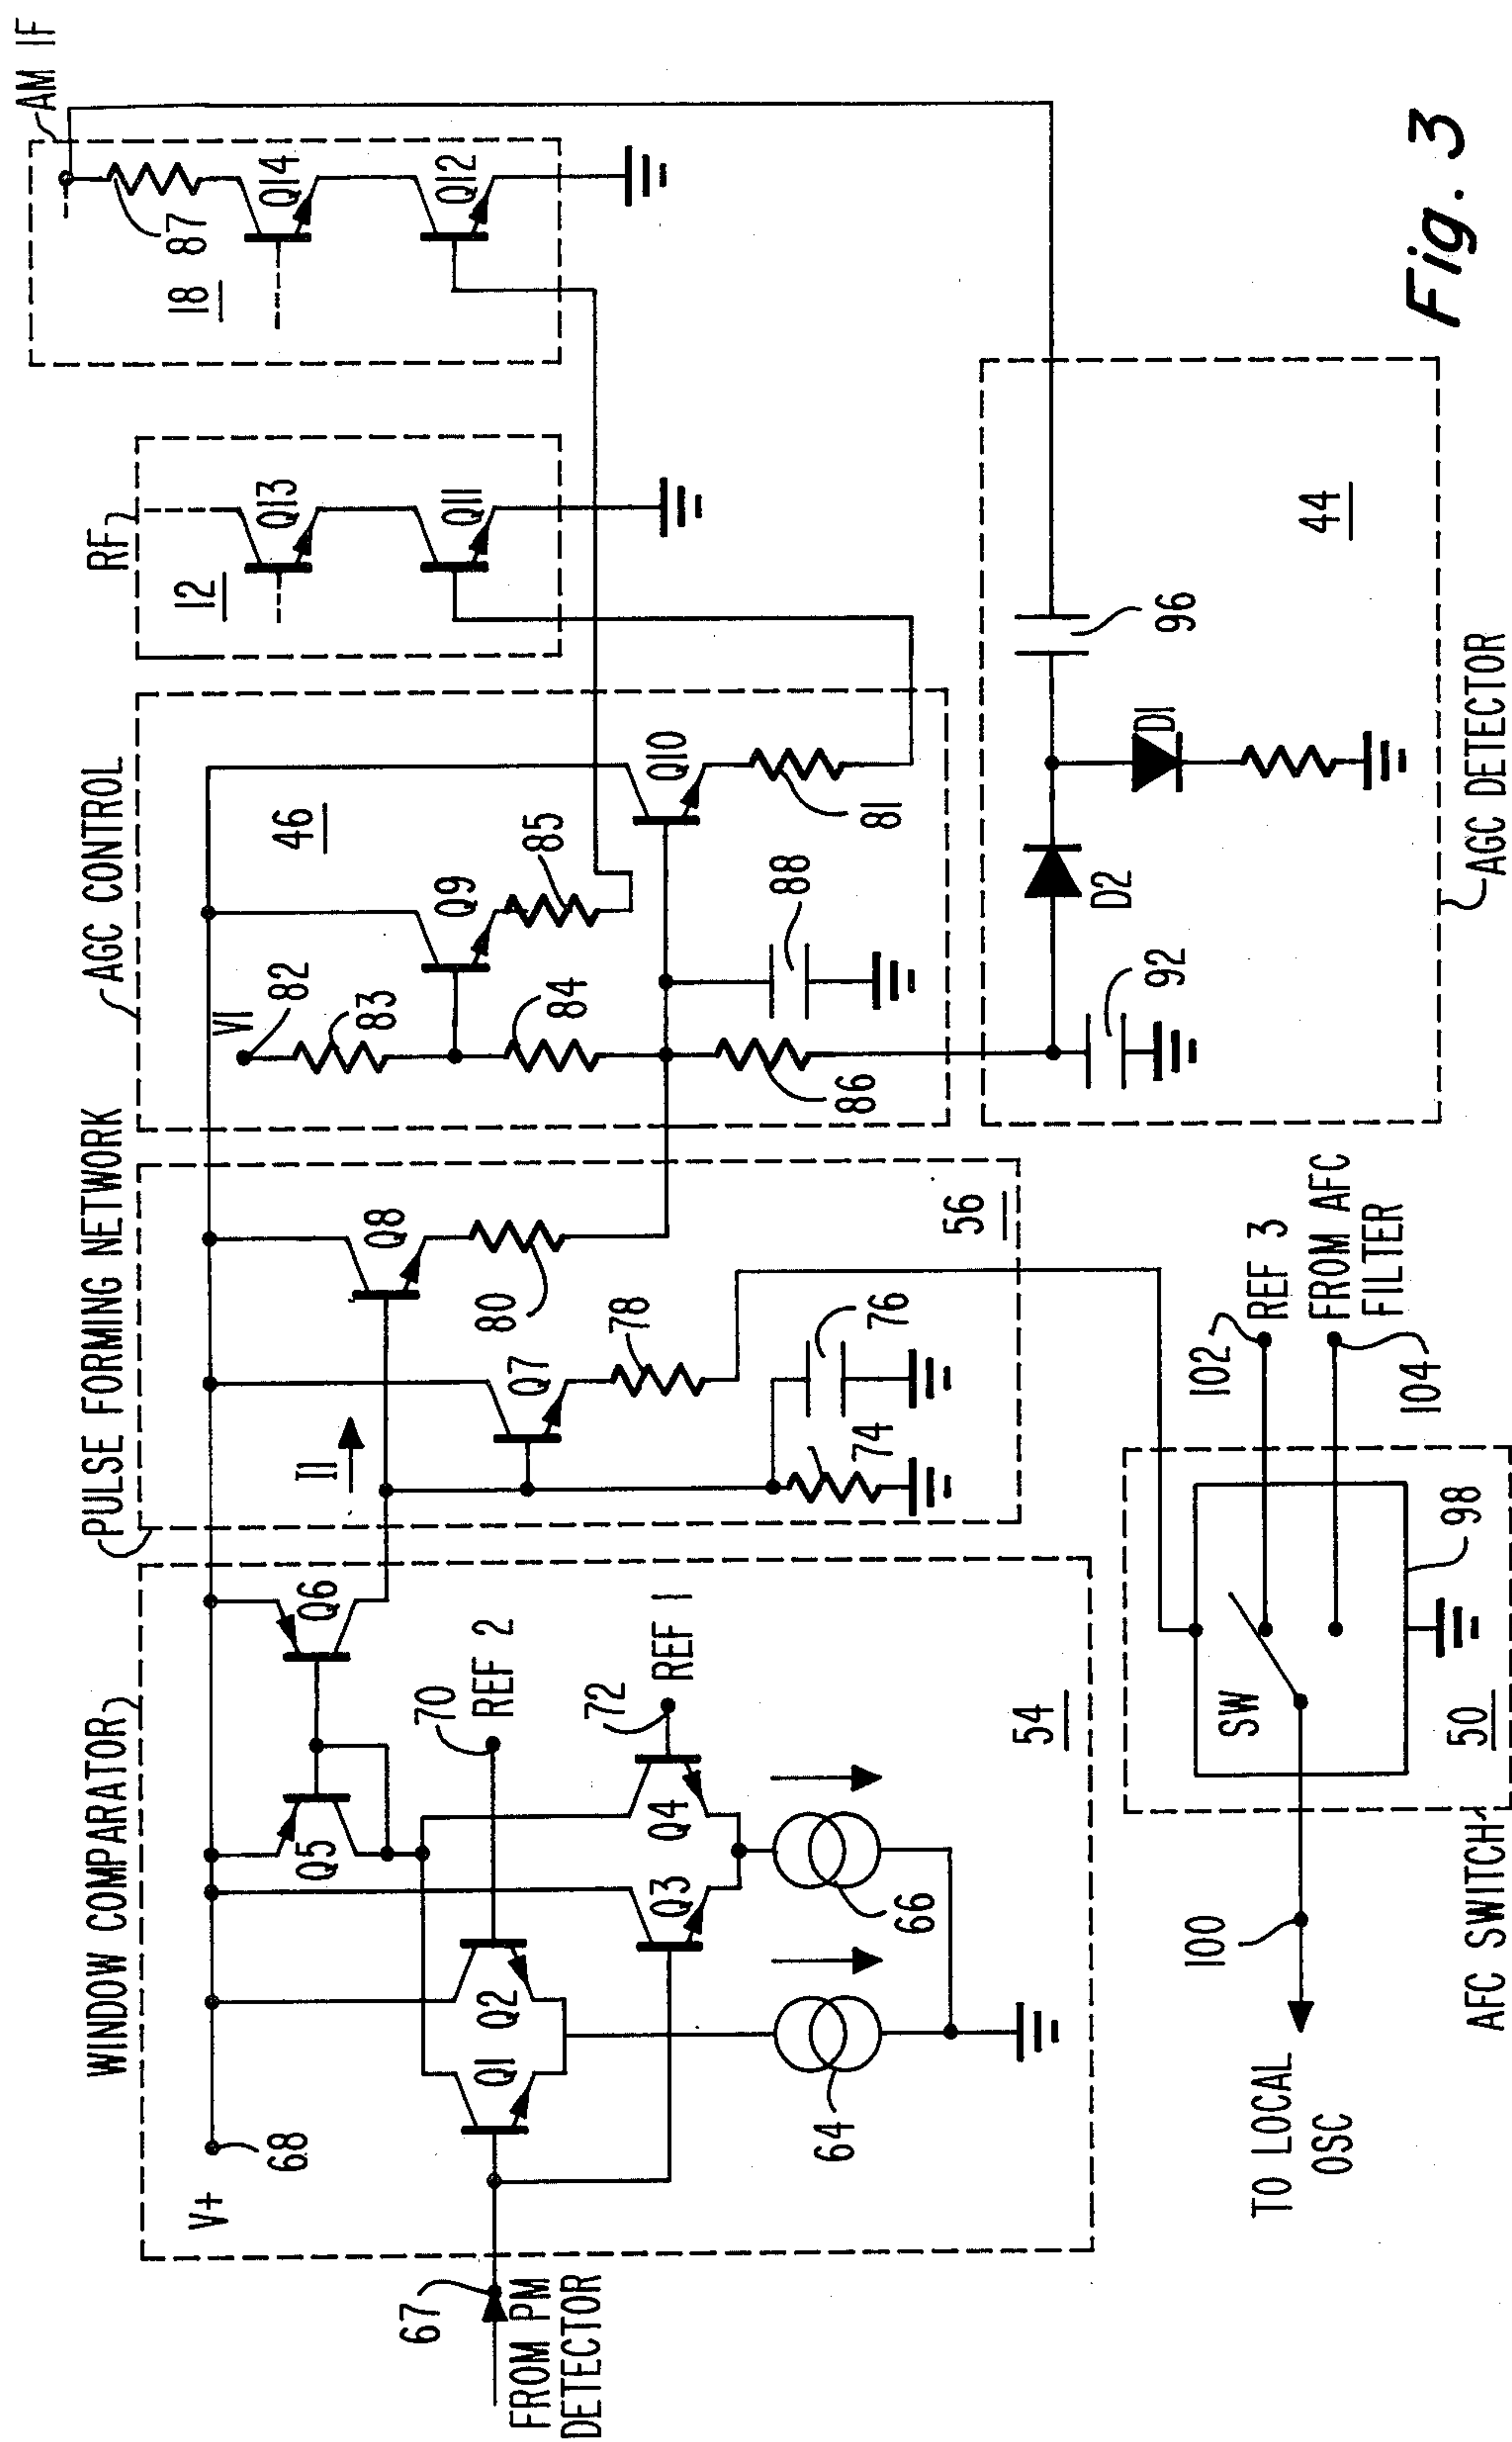 WINDOW COMPARATOR
PULSE FORMING NETWORK
AGC CONTROL
RF
AM IF
V+
68
Q5
Q6
I1
Q8
V1
82
83
Q9
46
12
Q13
18
87
Q14
67
FROM PM
DETECTOR
Q1
Q2
70
REF 2
Q3
Q4
72
REF 1
64
66
54
Q7
80
78
76
74
56
84
85
86
88
Q10
81
Q11
Q12
TO LOCAL
OSC
100
SW
50
98
AFC SWITCH
102
REF 3
FROM AFC
FILTER
104
92
D2
D1
96
44
AGC DETECTOR
Fig. 3